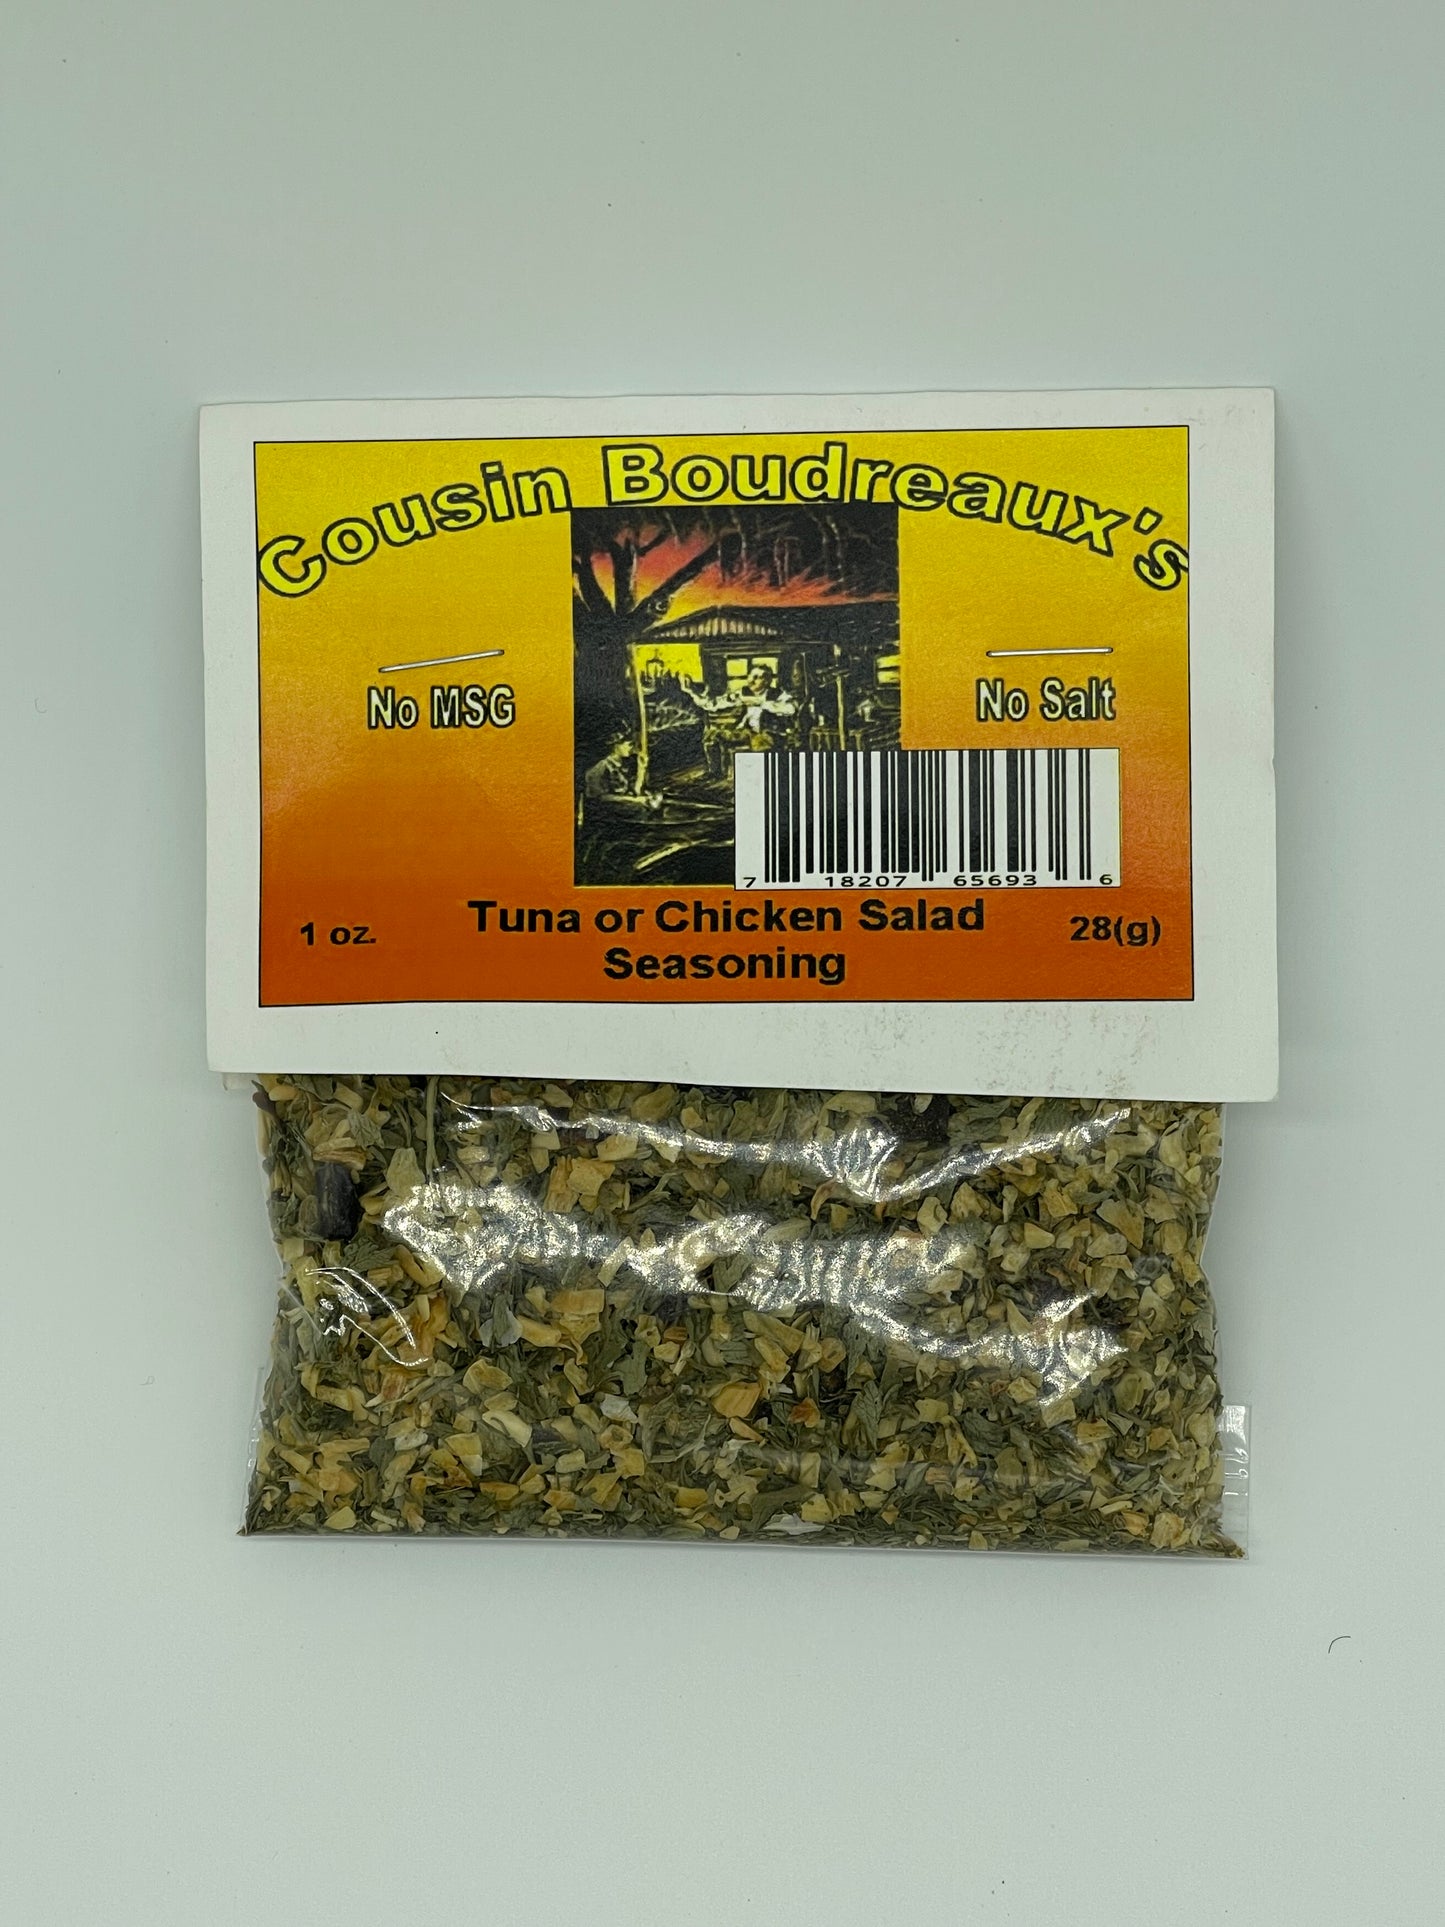 Cousin Boudreaux's
No MSG
No Salt
7 18207 65693 6
1 oz.
Tuna or Chicken Salad
Seasoning
28(g)